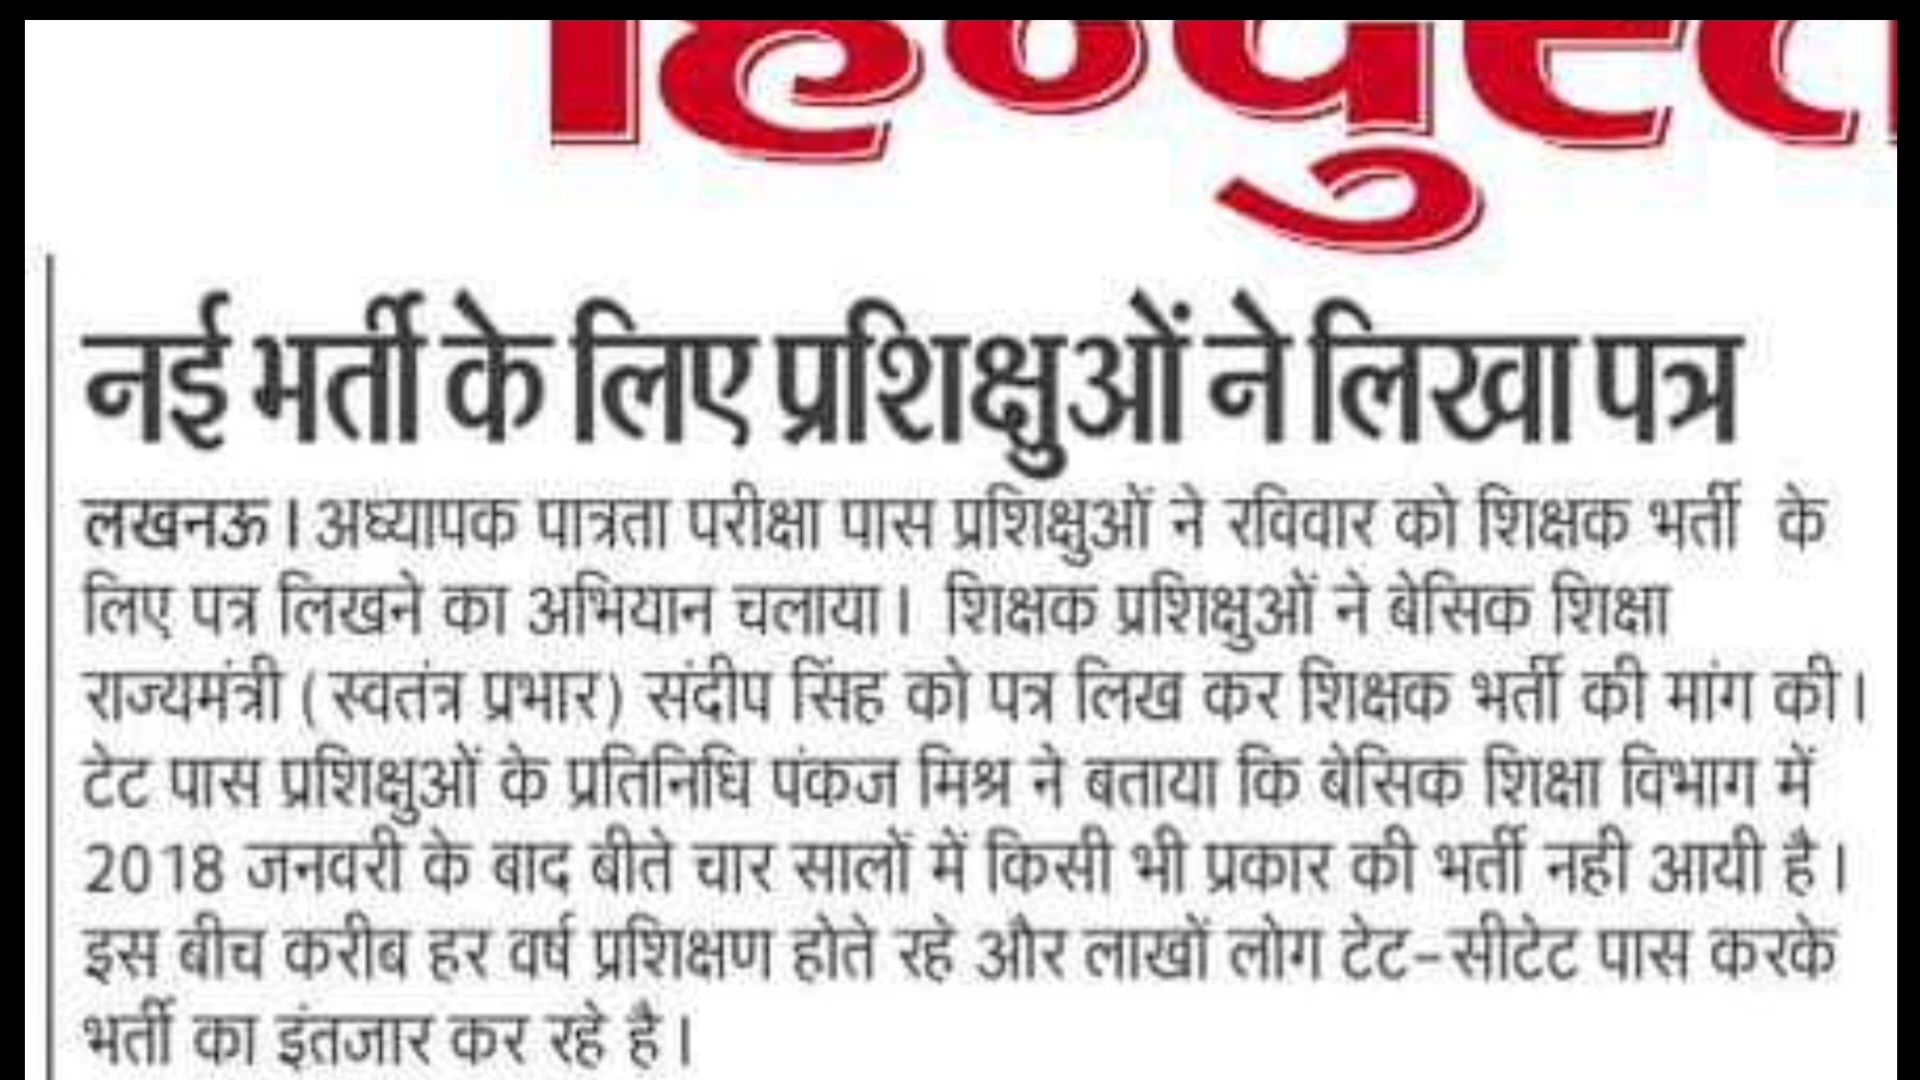 हिन्दुस्त
नई भर्ती के लिए प्रशिक्षुओं ने लिखा पत्र
लखनऊ। अध्यापक पात्रता परीक्षा पास प्रशिक्षुओं ने रविवार को शिक्षक भर्ती के
लिए पत्र लिखने का अभियान चलाया। शिक्षक प्रशिक्षुओं ने बेसिक शिक्षा
राज्यमंत्री (स्वतंत्र प्रभार) संदीप सिंह को पत्र लिख कर शिक्षक भर्ती की मांग की।
टेट पास प्रशिक्षुओं के प्रतिनिधि पंकज मिश्र ने बताया कि बेसिक शिक्षा विभाग में
2018 जनवरी के बाद बीते चार सालों में किसी भी प्रकार की भर्ती नही आयी है।
इस बीच करीब हर वर्ष प्रशिक्षण होते रहे और लाखों लोग टेट-सीटेट पास करके
भर्ती का इंतजार कर रहे है।